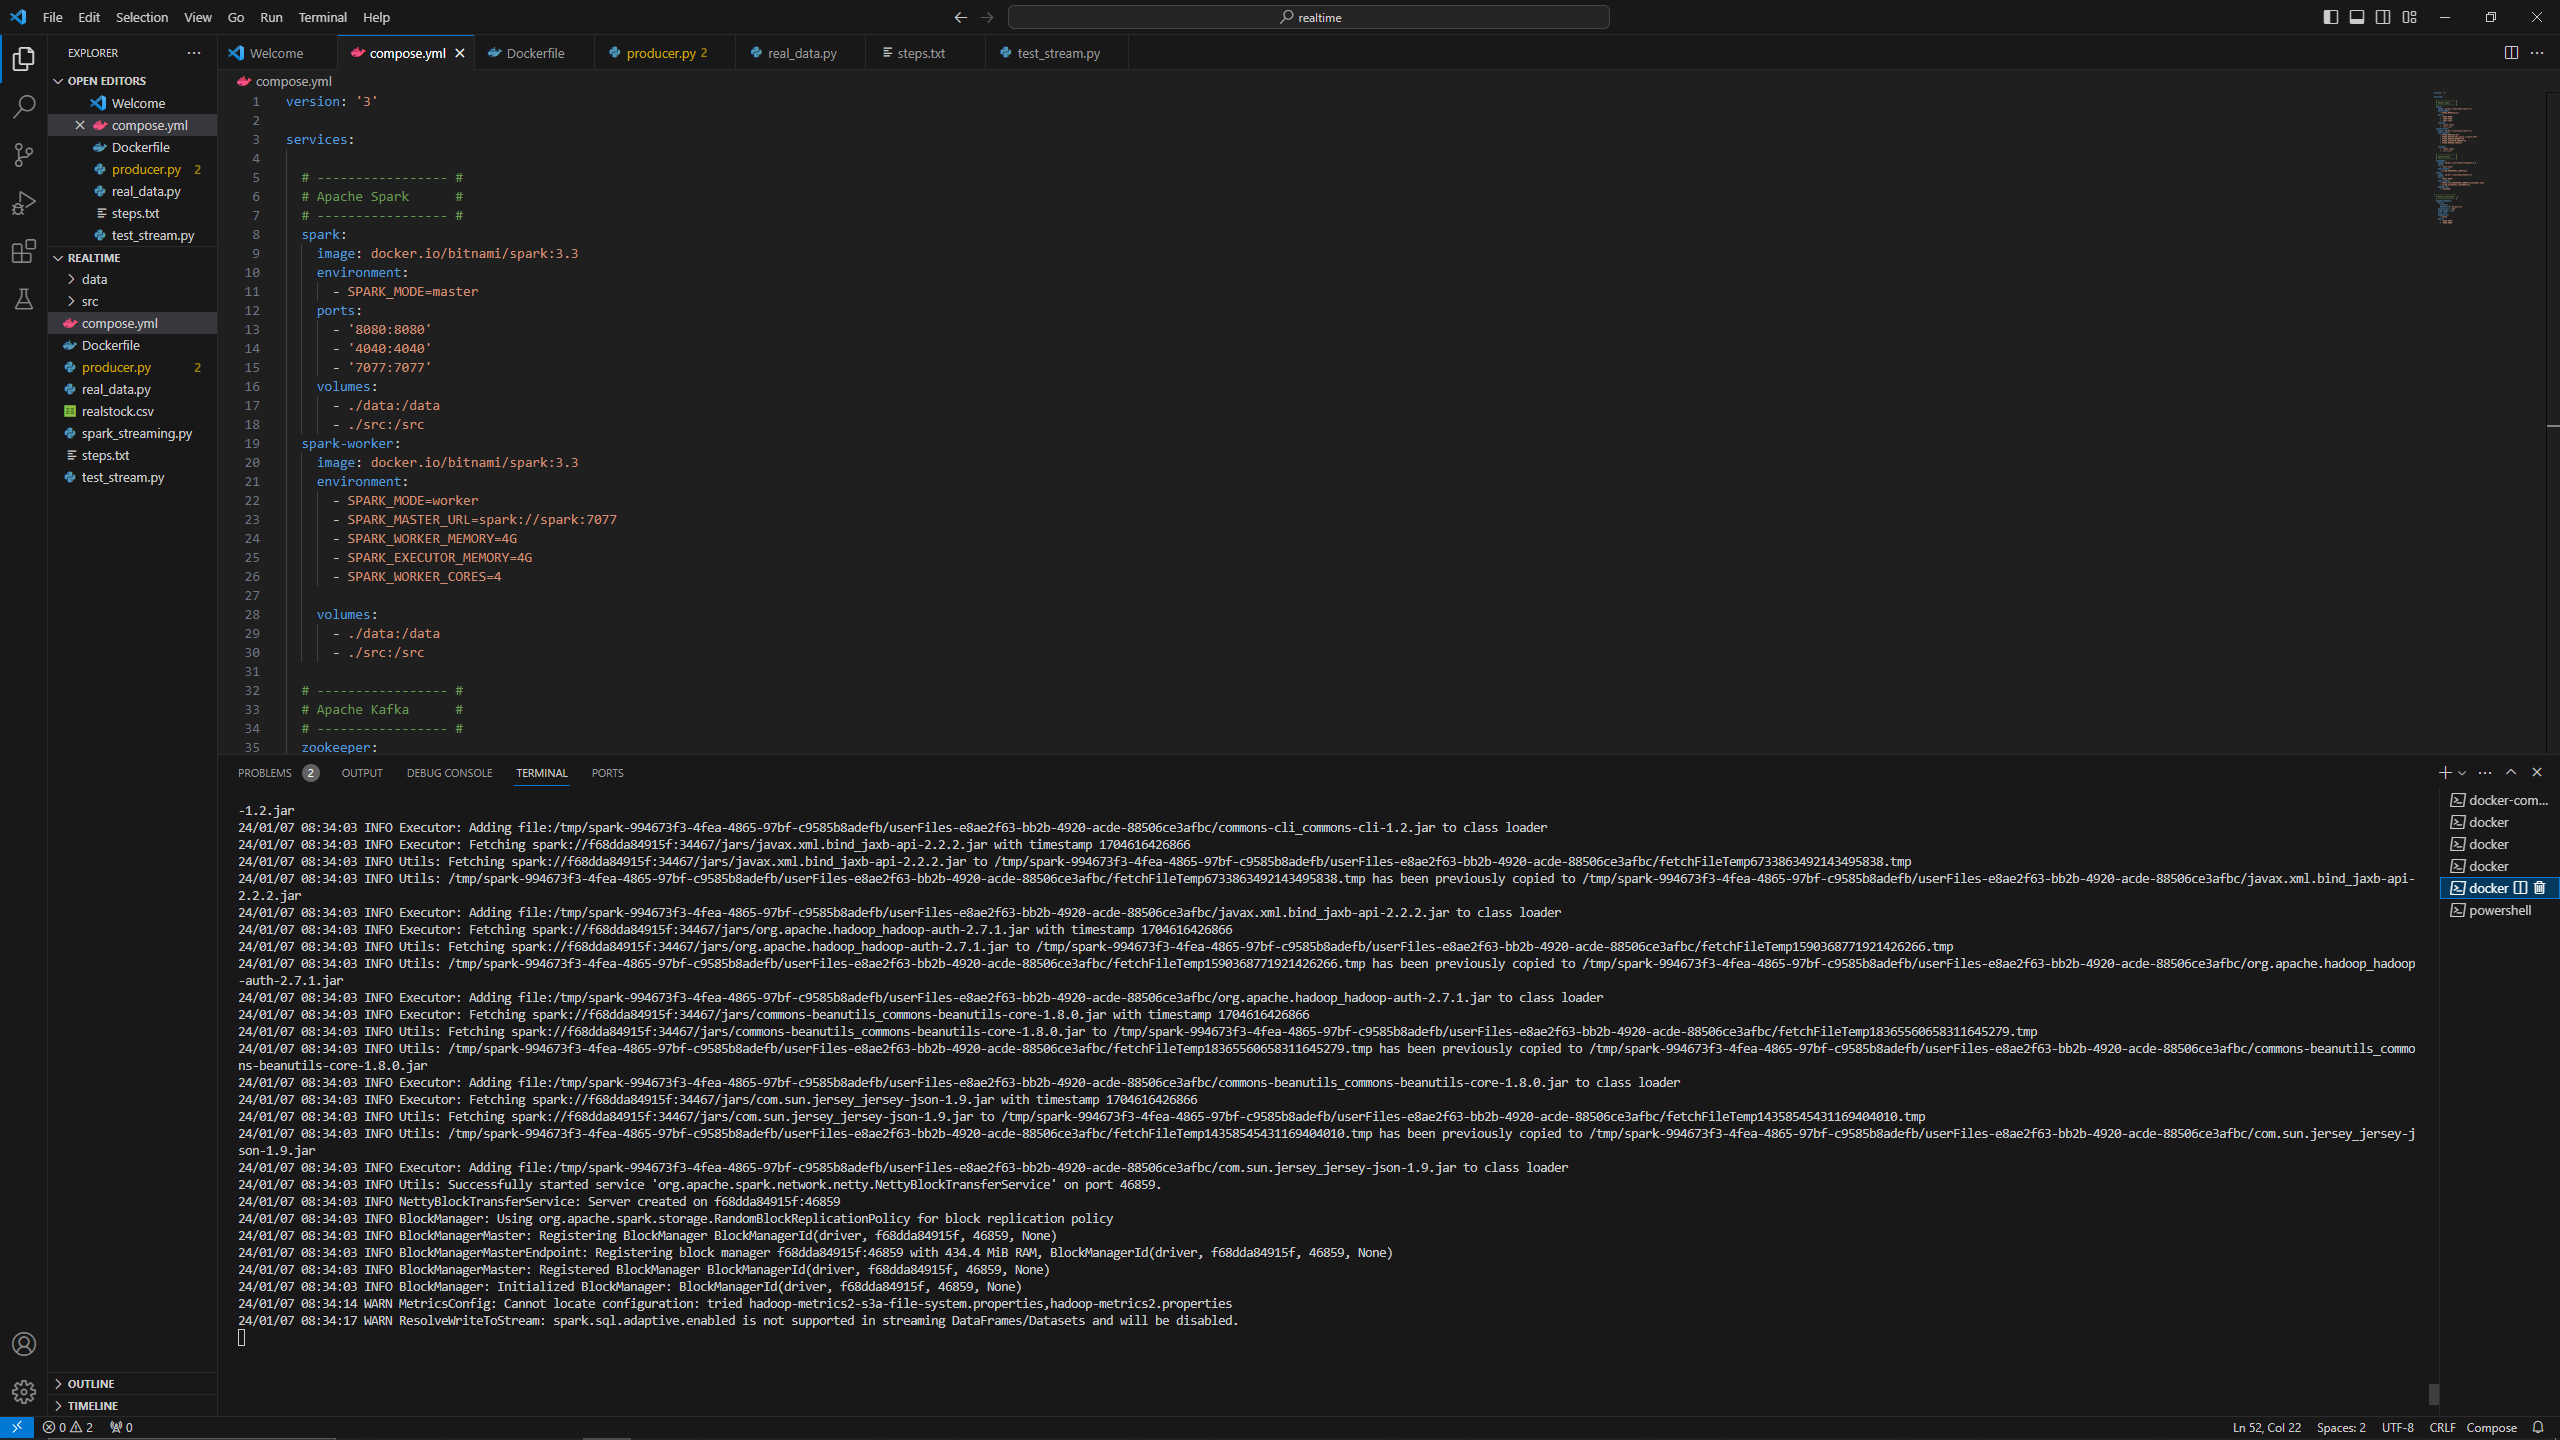 File Edit Selection View Go Run Terminal Help
realtime
EXPLORER
OPEN EDITORS
Welcome
compose.yml
Dockerfile
producer.py 2
real_data.py
steps.txt
test_stream.py
REALTIME
data
src
compose.yml
Dockerfile
producer.py 2
real_data.py
realstock.csv
spark_streaming.py
steps.txt
test_stream.py
OUTLINE
TIMELINE
Welcome compose.yml Dockerfile producer.py 2 real_data.py steps.txt test_stream.py
compose.yml
1 version: '3'
2
3 services:
4
5 # ----------------- #
6 # Apache Spark #
7 # ----------------- #
8 spark:
9 image: docker.io/bitnami/spark:3.3
10 environment:
11 - SPARK_MODE=master
12 ports:
13 - '8080:8080'
14 - '4040:4040'
15 - '7077:7077'
16 volumes:
17 - ./data:/data
18 - ./src:/src
19 spark-worker:
20 image: docker.io/bitnami/spark:3.3
21 environment:
22 - SPARK_MODE=worker
23 - SPARK_MASTER_URL=spark://spark:7077
24 - SPARK_WORKER_MEMORY=4G
25 - SPARK_EXECUTOR_MEMORY=4G
26 - SPARK_WORKER_CORES=4
27
28 volumes:
29 - ./data:/data
30 - ./src:/src
31
32 # ----------------- #
33 # Apache Kafka #
34 # ----------------- #
35 zookeeper:
PROBLEMS 2 OUTPUT DEBUG CONSOLE TERMINAL PORTS
-1.2.jar
24/01/07 08:34:03 INFO Executor: Adding file:/tmp/spark-994673f3-4fea-4865-97bf-c9585b8adefb/userFiles-e8ae2f63-bb2b-4920-acde-88506ce3afbc/commons-cli_commons-cli-1.2.jar to class loader
24/01/07 08:34:03 INFO Executor: Fetching spark://f68dda84915f:34467/jars/javax.xml.bind_jaxb-api-2.2.2.jar with timestamp 1704616426866
24/01/07 08:34:03 INFO Utils: Fetching spark://f68dda84915f:34467/jars/javax.xml.bind_jaxb-api-2.2.2.jar to /tmp/spark-994673f3-4fea-4865-97bf-c9585b8adefb/userFiles-e8ae2f63-bb2b-4920-acde-88506ce3afbc/fetchFileTemp6733863492143495838.tmp
24/01/07 08:34:03 INFO Utils: /tmp/spark-994673f3-4fea-4865-97bf-c9585b8adefb/userFiles-e8ae2f63-bb2b-4920-acde-88506ce3afbc/fetchFileTemp6733863492143495838.tmp has been previously copied to /tmp/spark-994673f3-4fea-4865-97bf-c9585b8adefb/userFiles-e8ae2f63-bb2b-4920-acde-88506ce3afbc/javax.xml.bind_jaxb-api-
2.2.2.jar
24/01/07 08:34:03 INFO Executor: Adding file:/tmp/spark-994673f3-4fea-4865-97bf-c9585b8adefb/userFiles-e8ae2f63-bb2b-4920-acde-88506ce3afbc/javax.xml.bind_jaxb-api-2.2.2.jar to class loader
24/01/07 08:34:03 INFO Executor: Fetching spark://f68dda84915f:34467/jars/org.apache.hadoop_hadoop-auth-2.7.1.jar with timestamp 1704616426866
24/01/07 08:34:03 INFO Utils: Fetching spark://f68dda84915f:34467/jars/org.apache.hadoop_hadoop-auth-2.7.1.jar to /tmp/spark-994673f3-4fea-4865-97bf-c9585b8adefb/userFiles-e8ae2f63-bb2b-4920-acde-88506ce3afbc/fetchFileTemp1590368771921426266.tmp
24/01/07 08:34:03 INFO Utils: /tmp/spark-994673f3-4fea-4865-97bf-c9585b8adefb/userFiles-e8ae2f63-bb2b-4920-acde-88506ce3afbc/fetchFileTemp1590368771921426266.tmp has been previously copied to /tmp/spark-994673f3-4fea-4865-97bf-c9585b8adefb/userFiles-e8ae2f63-bb2b-4920-acde-88506ce3afbc/org.apache.hadoop_hadoop
-auth-2.7.1.jar
24/01/07 08:34:03 INFO Executor: Adding file:/tmp/spark-994673f3-4fea-4865-97bf-c9585b8adefb/userFiles-e8ae2f63-bb2b-4920-acde-88506ce3afbc/org.apache.hadoop_hadoop-auth-2.7.1.jar to class loader
24/01/07 08:34:03 INFO Executor: Fetching spark://f68dda84915f:34467/jars/commons-beanutils_commons-beanutils-core-1.8.0.jar with timestamp 1704616426866
24/01/07 08:34:03 INFO Utils: Fetching spark://f68dda84915f:34467/jars/commons-beanutils_commons-beanutils-core-1.8.0.jar to /tmp/spark-994673f3-4fea-4865-97bf-c9585b8adefb/userFiles-e8ae2f63-bb2b-4920-acde-88506ce3afbc/fetchFileTemp18365560658311645279.tmp
24/01/07 08:34:03 INFO Utils: /tmp/spark-994673f3-4fea-4865-97bf-c9585b8adefb/userFiles-e8ae2f63-bb2b-4920-acde-88506ce3afbc/fetchFileTemp18365560658311645279.tmp has been previously copied to /tmp/spark-994673f3-4fea-4865-97bf-c9585b8adefb/userFiles-e8ae2f63-bb2b-4920-acde-88506ce3afbc/commons-beanutils_commo
ns-beanutils-core-1.8.0.jar
24/01/07 08:34:03 INFO Executor: Adding file:/tmp/spark-994673f3-4fea-4865-97bf-c9585b8adefb/userFiles-e8ae2f63-bb2b-4920-acde-88506ce3afbc/commons-beanutils_commons-beanutils-core-1.8.0.jar to class loader
24/01/07 08:34:03 INFO Executor: Fetching spark://f68dda84915f:34467/jars/com.sun.jersey_jersey-json-1.9.jar with timestamp 1704616426866
24/01/07 08:34:03 INFO Utils: Fetching spark://f68dda84915f:34467/jars/com.sun.jersey_jersey-json-1.9.jar to /tmp/spark-994673f3-4fea-4865-97bf-c9585b8adefb/userFiles-e8ae2f63-bb2b-4920-acde-88506ce3afbc/fetchFileTemp14358545431169404010.tmp
24/01/07 08:34:03 INFO Utils: /tmp/spark-994673f3-4fea-4865-97bf-c9585b8adefb/userFiles-e8ae2f63-bb2b-4920-acde-88506ce3afbc/fetchFileTemp14358545431169404010.tmp has been previously copied to /tmp/spark-994673f3-4fea-4865-97bf-c9585b8adefb/userFiles-e8ae2f63-bb2b-4920-acde-88506ce3afbc/com.sun.jersey_jersey-j
son-1.9.jar
24/01/07 08:34:03 INFO Executor: Adding file:/tmp/spark-994673f3-4fea-4865-97bf-c9585b8adefb/userFiles-e8ae2f63-bb2b-4920-acde-88506ce3afbc/com.sun.jersey_jersey-json-1.9.jar to class loader
24/01/07 08:34:03 INFO Utils: Successfully started service 'org.apache.spark.network.netty.NettyBlockTransferService' on port 46859.
24/01/07 08:34:03 INFO NettyBlockTransferService: Server created on f68dda84915f:46859
24/01/07 08:34:03 INFO BlockManager: Using org.apache.spark.storage.RandomBlockReplicationPolicy for block replication policy
24/01/07 08:34:03 INFO BlockManagerMaster: Registering BlockManager BlockManagerId(driver, f68dda84915f, 46859, None)
24/01/07 08:34:03 INFO BlockManagerMasterEndpoint: Registering block manager f68dda84915f:46859 with 434.4 MiB RAM, BlockManagerId(driver, f68dda84915f, 46859, None)
24/01/07 08:34:03 INFO BlockManagerMaster: Registered BlockManager BlockManagerId(driver, f68dda84915f, 46859, None)
24/01/07 08:34:03 INFO BlockManager: Initialized BlockManager: BlockManagerId(driver, f68dda84915f, 46859, None)
24/01/07 08:34:14 WARN MetricsConfig: Cannot locate configuration: tried hadoop-metrics2-s3a-file-system.properties,hadoop-metrics2.properties
24/01/07 08:34:17 WARN ResolveWriteToStream: spark.sql.adaptive.enabled is not supported in streaming DataFrames/Datasets and will be disabled.
docker-com...
docker
docker
docker
docker
powershell
0 2 0
Ln 52, Col 22 Spaces: 2 UTF-8 CRLF Compose